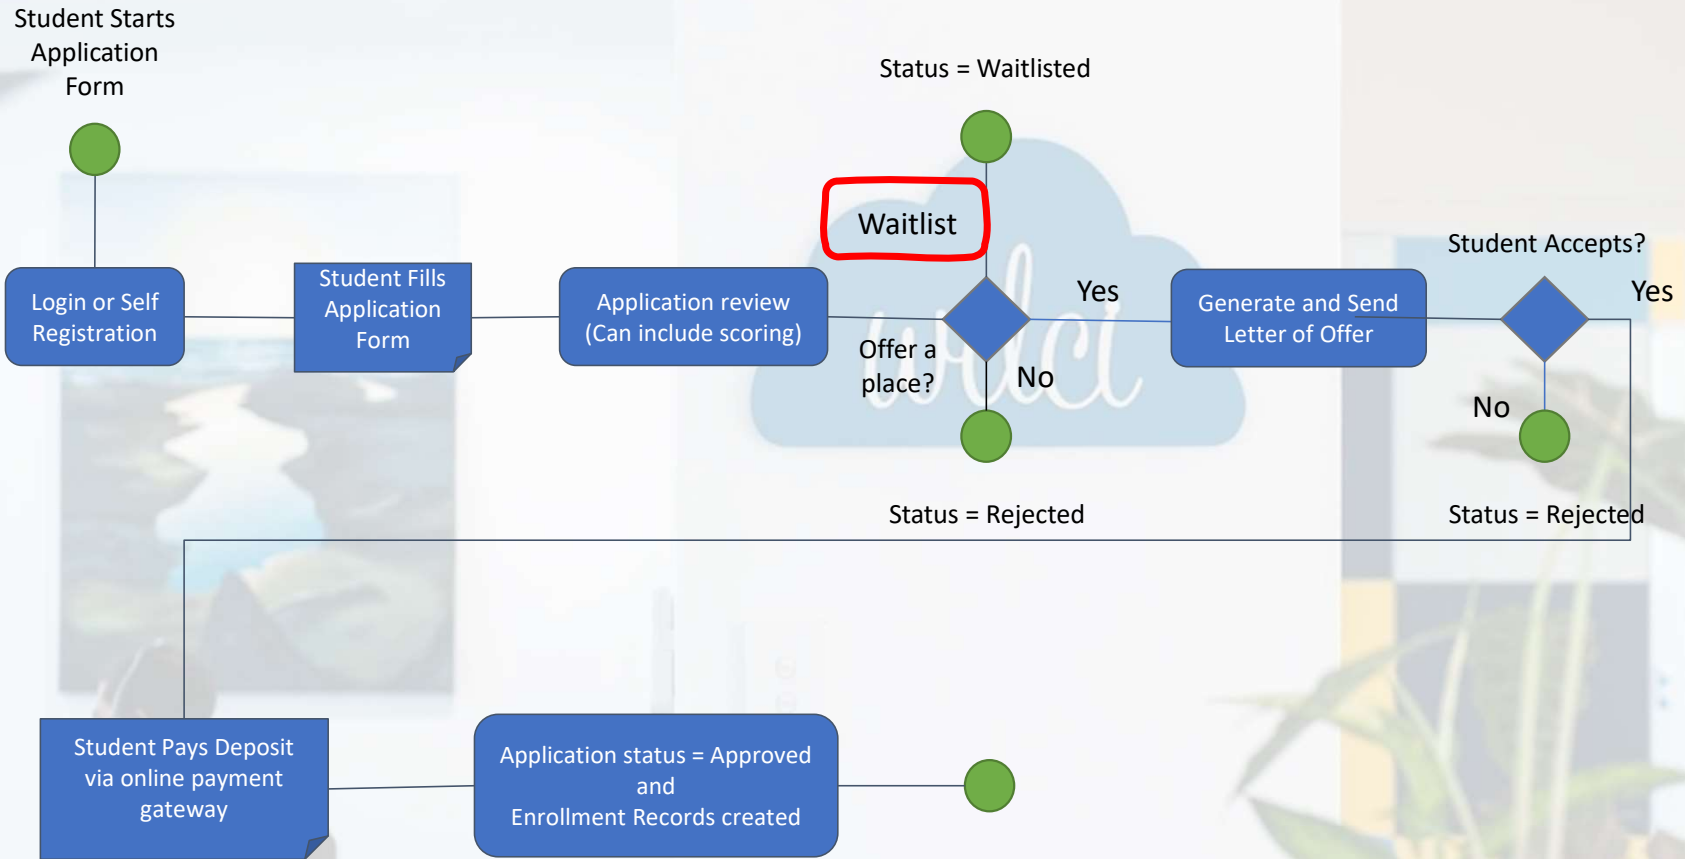 Student Starts
Application
Form
Status = Waitlisted
Waitlist
Student Accepts?
Login or Self
Registration
Student Fills
Application
Form
Application review
(Can include scoring)
Offer a
place?
Yes
No
Generate and Send
Letter of Offer
Yes
No
Status = Rejected
Status = Rejected
wdci
Student Pays Deposit
via online payment
gateway
Application status = Approved
and
Enrollment Records created